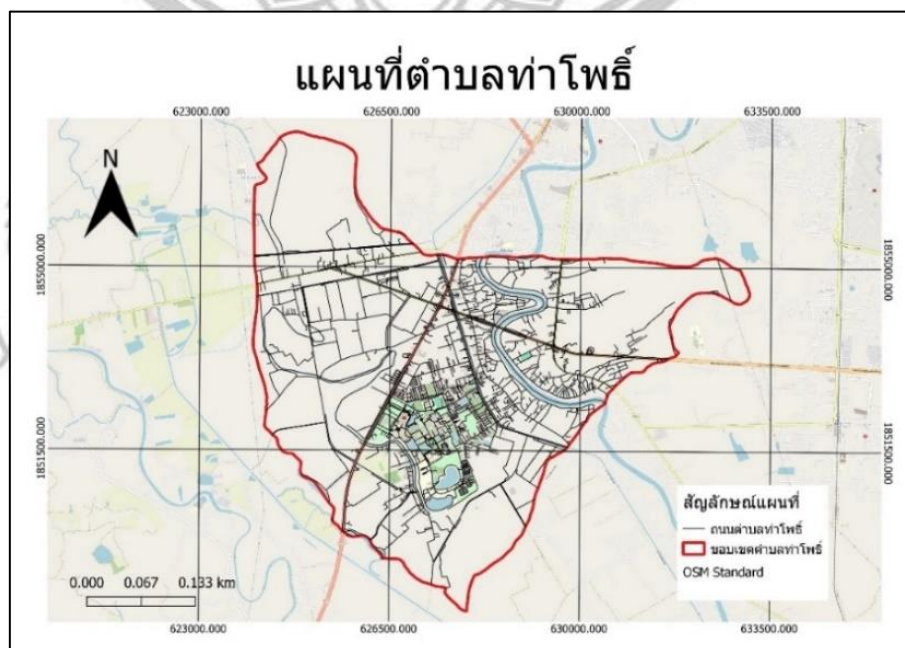 แผนที่ตำบลท่าโพธิ์
623000.000 626500.000 630000.000 633500.000
N
1855000.000 1855000.000
1851500.000 1851500.000
สัญลักษณ์แผนที่
ถนนตำบลท่าโพธิ์
ขอบเขตตำบลท่าโพธิ์
OSM Standard
0.000 0.067 0.133 km
623000.000 626500.000 630000.000 633500.000